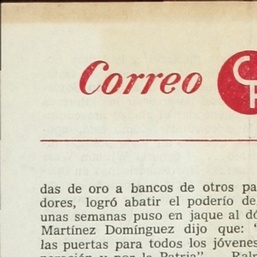 Correo
das de oro a bancos de otros pa
dores, logró abatir el poderío de
unas semanas puso en jaque al dó
Martínez Domínguez dijo que: "
las puertas para todos los jóvenes